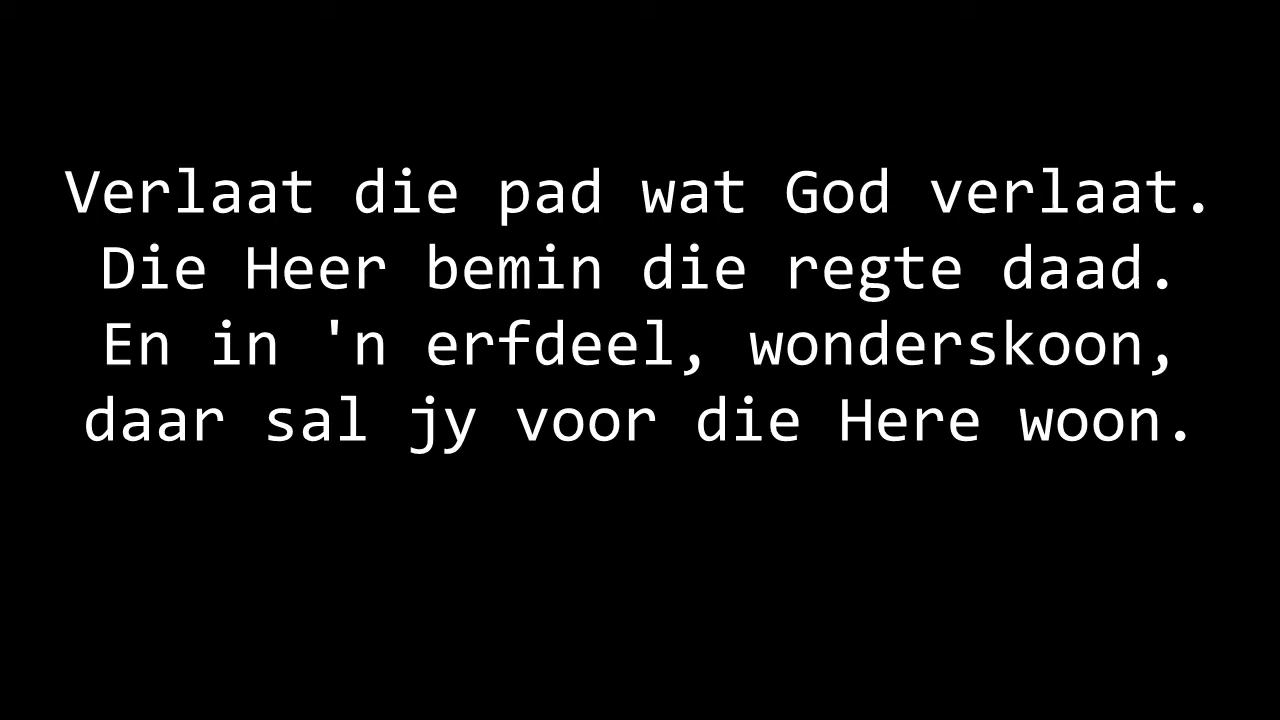 Verlaat die pad wat God verlaat.
Die Heer bemin die regte daad.
En in 'n erfdeel, wonderskoon,
daar sal jy voor die Here woon.